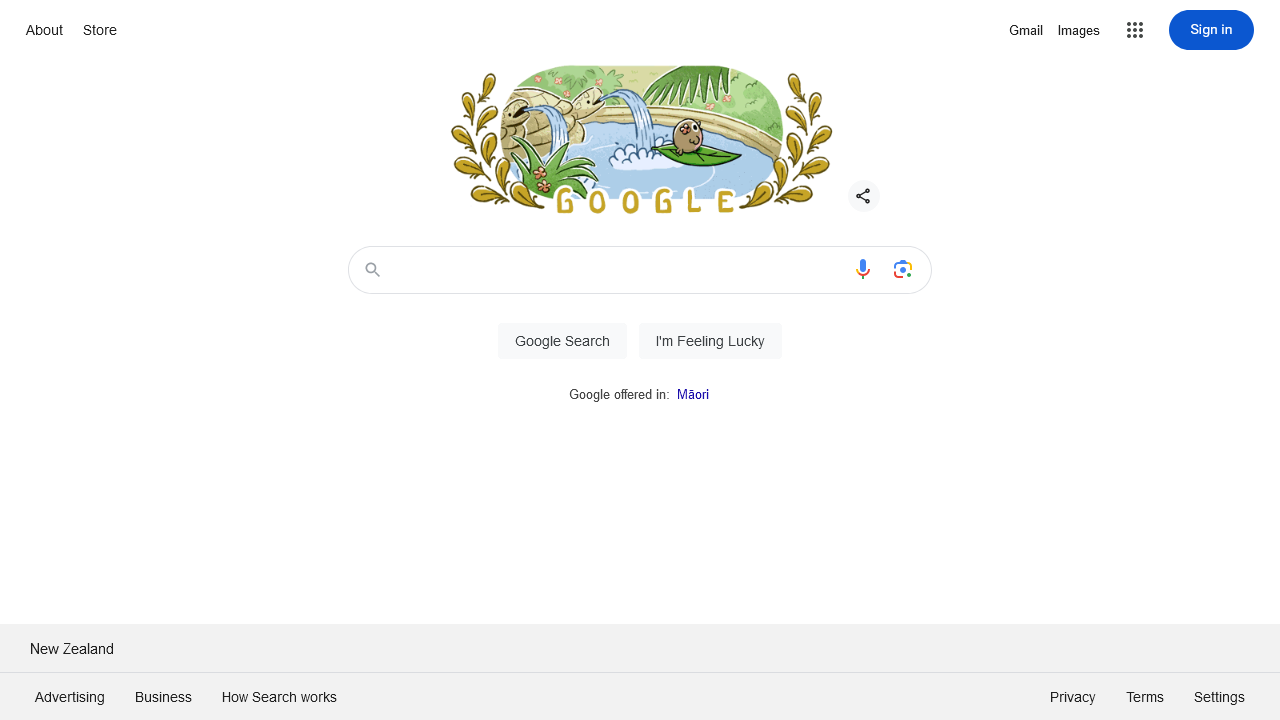 About Store Gmail Images Sign in
GOOGLE
Google Search I'm Feeling Lucky
Google offered in: Māori
New Zealand
Advertising Business How Search works Privacy Terms Settings